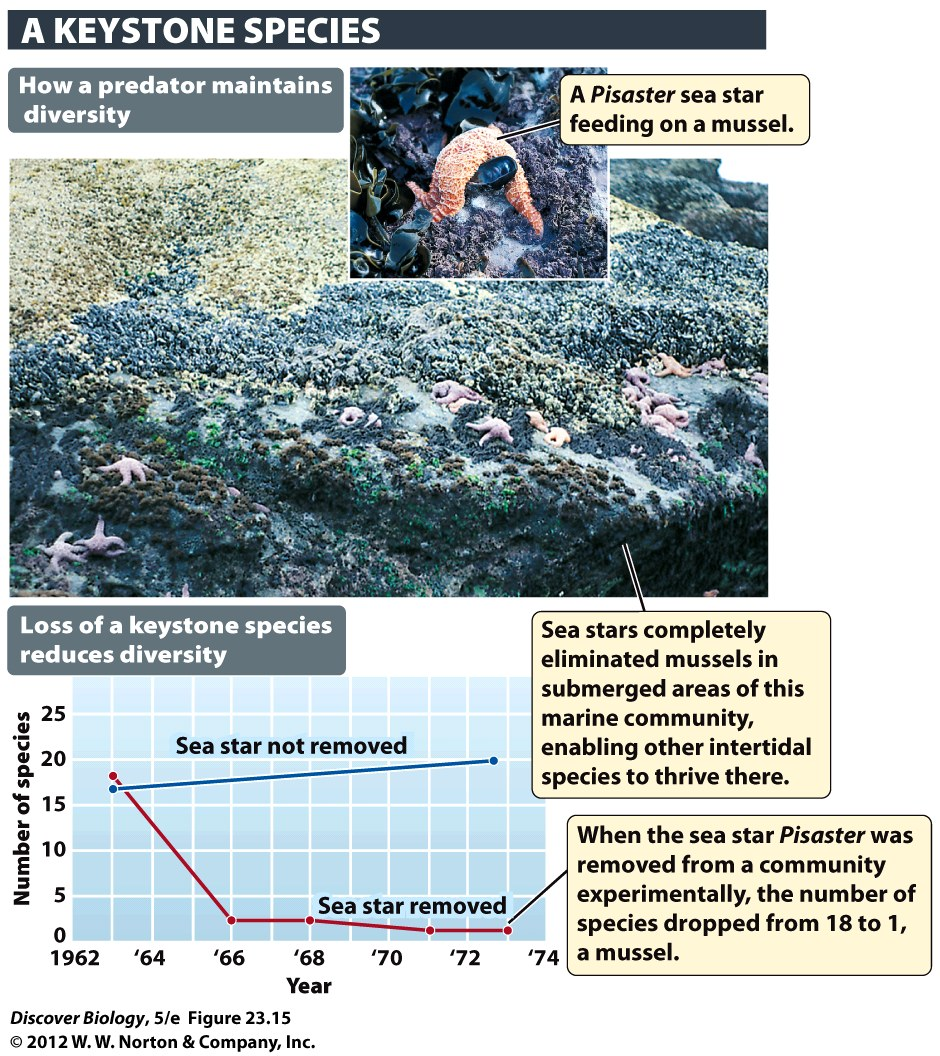 A KEYSTONE SPECIES
How a predator maintains
diversity
A Pisaster sea star
feeding on a mussel.
Loss of a keystone species
reduces diversity
Sea stars completely
eliminated mussels in
submerged areas of this
marine community,
enabling other intertidal
species to thrive there.
Number of species
25
20
15
10
5
0
Sea star not removed
Sea star removed
1962 ‘64 ‘66 ‘68 ‘70 ‘72 ‘74
Year
When the sea star Pisaster was
removed from a community
experimentally, the number of
species dropped from 18 to 1,
a mussel.
Discover Biology, 5/e Figure 23.15
© 2012 W. W. Norton & Company, Inc.